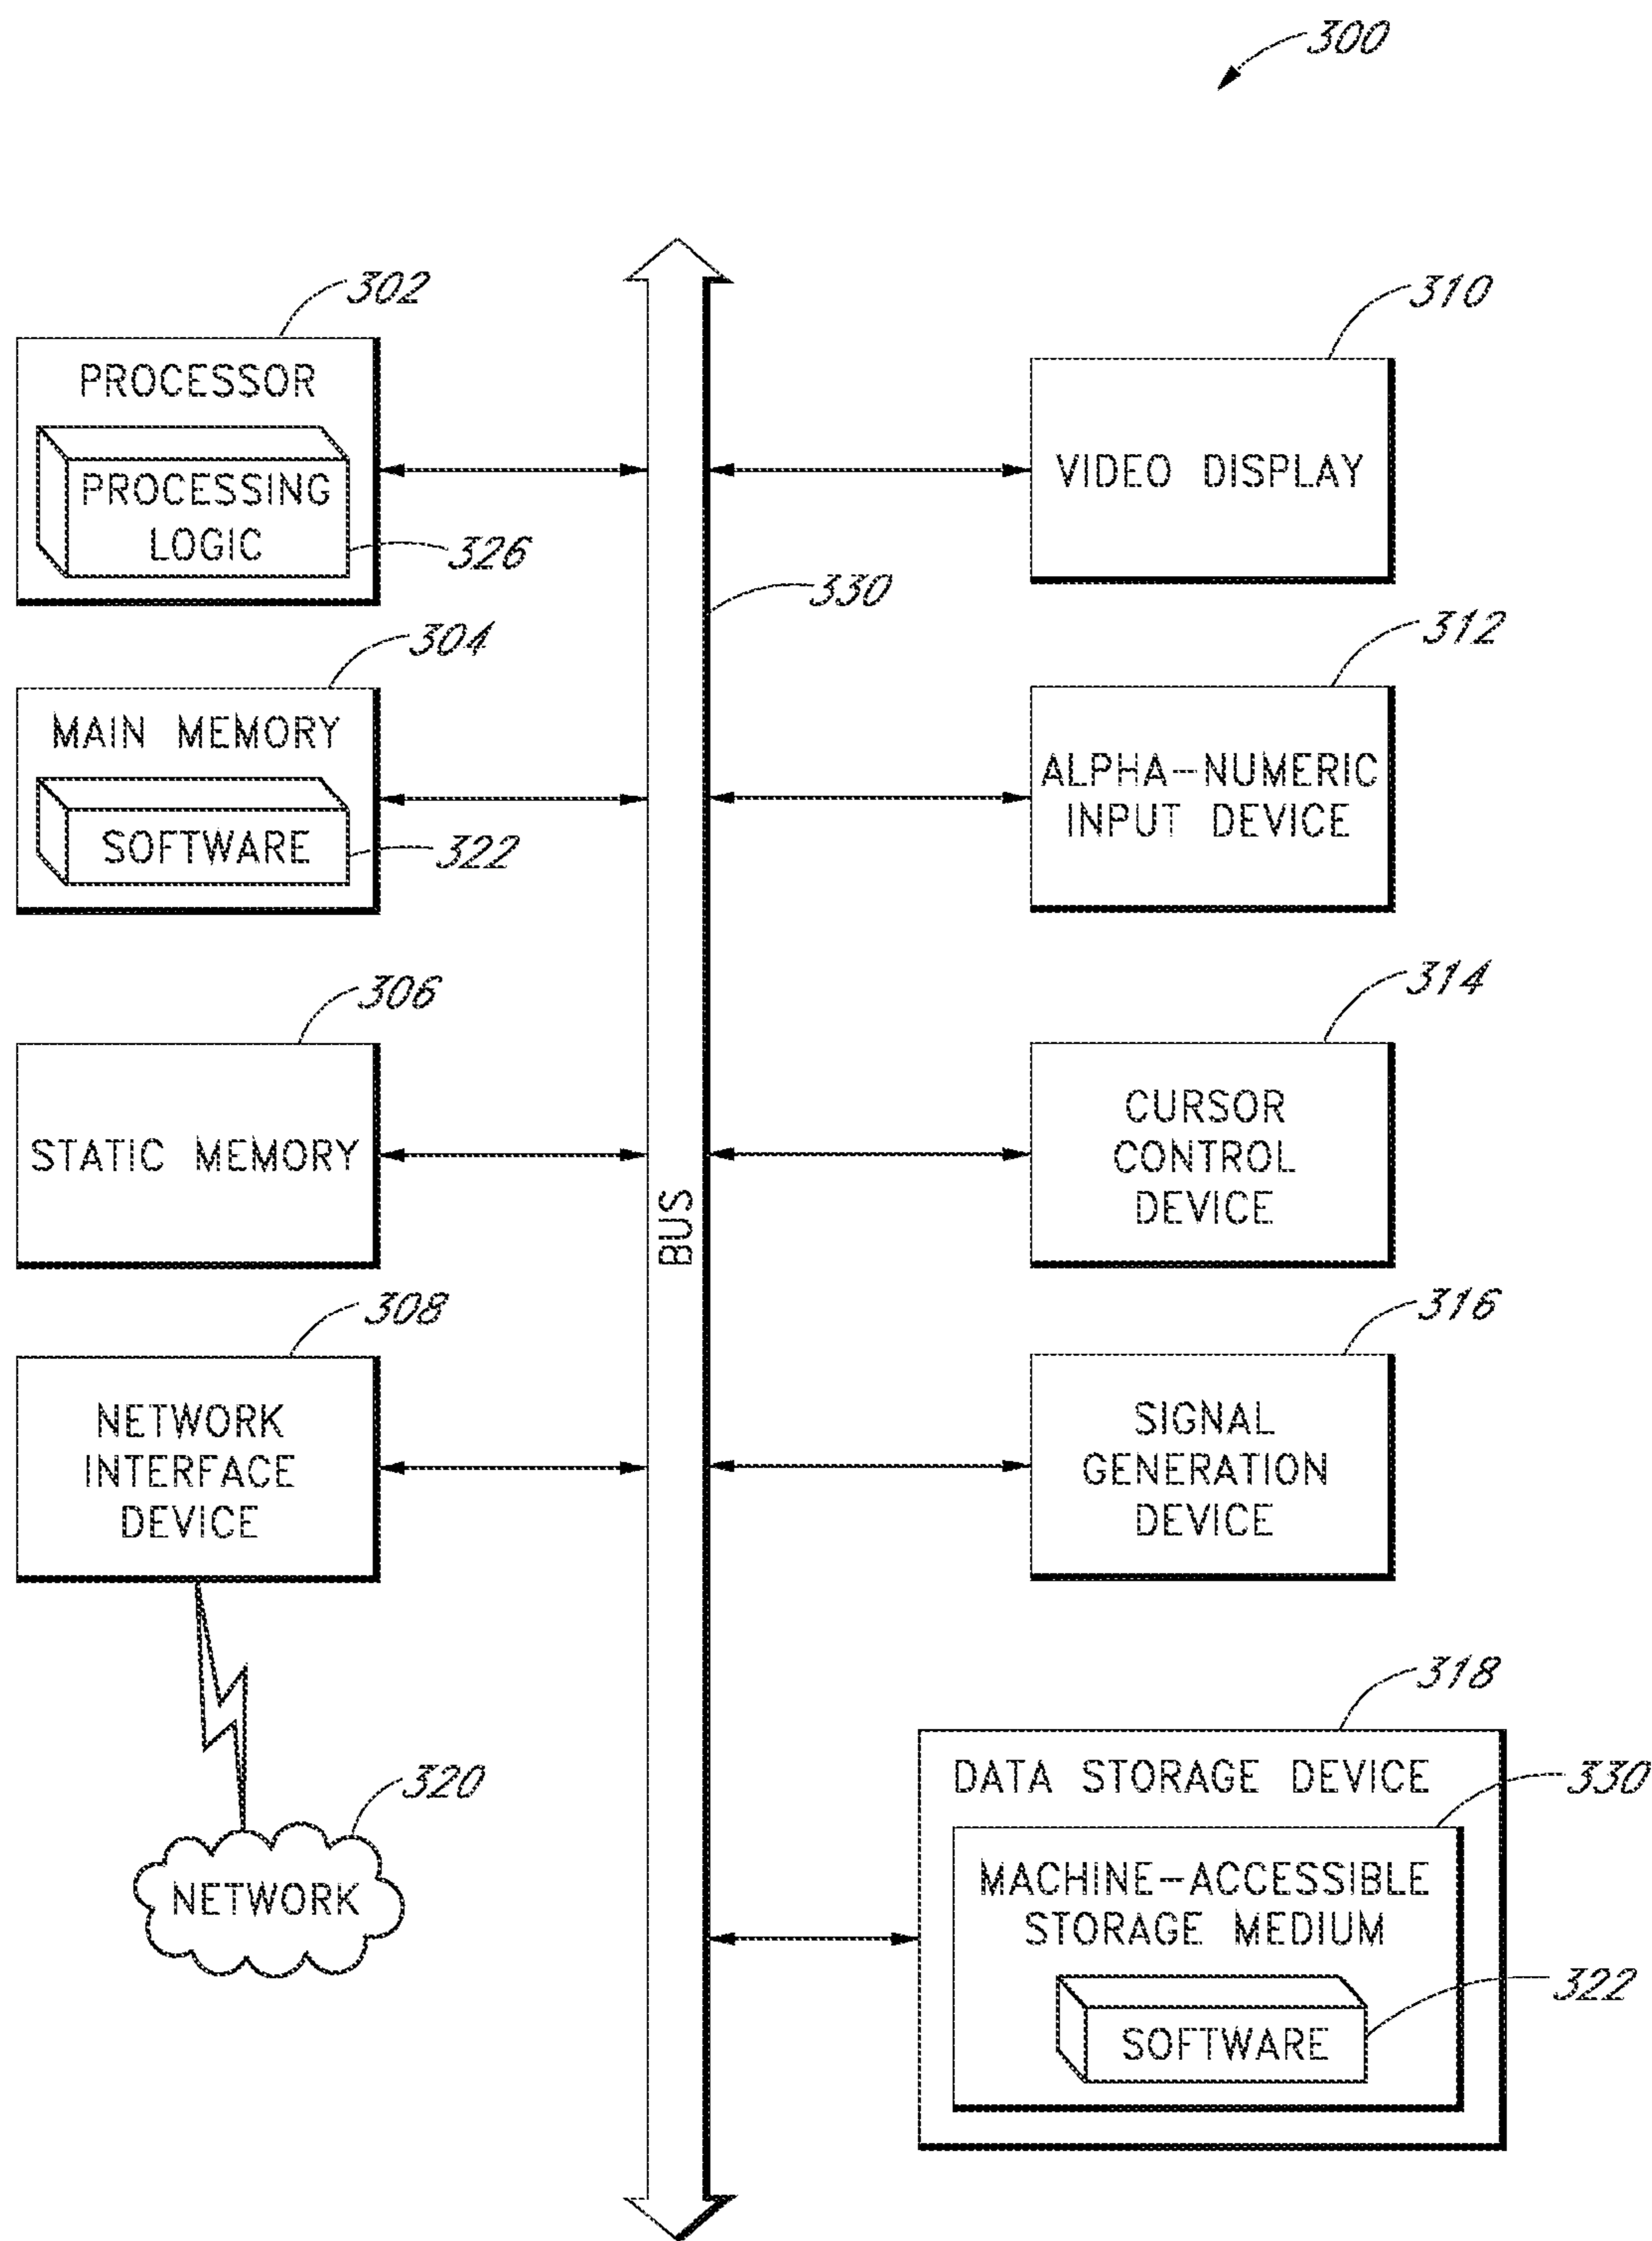 300
302
PROCESSOR
PROCESSING
LOGIC
326
304
MAIN MEMORY
SOFTWARE
322
306
STATIC MEMORY
308
NETWORK
INTERFACE
DEVICE
320
NETWORK
330
BUS
310
VIDEO DISPLAY
312
ALPHA-NUMERIC
INPUT DEVICE
314
CURSOR
CONTROL
DEVICE
316
SIGNAL
GENERATION
DEVICE
318
DATA STORAGE DEVICE
330
MACHINE-ACCESSIBLE
STORAGE MEDIUM
322
SOFTWARE